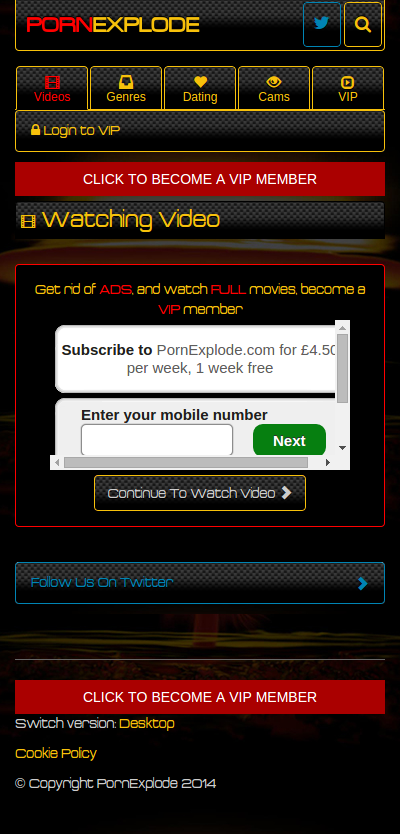 PORNEXPLODE
Videos Genres Dating Cams VIP
Login to VIP
CLICK TO BECOME A VIP MEMBER
Watching Video
Get rid of ADS, and watch FULL movies, become a
VIP member
Subscribe to PornExplode.com for £4.50
per week, 1 week free
Enter your mobile number
Next
Continue To Watch Video
Follow Us On Twitter
CLICK TO BECOME A VIP MEMBER
Switch version: Desktop
Cookie Policy
© Copyright PornExplode 2014